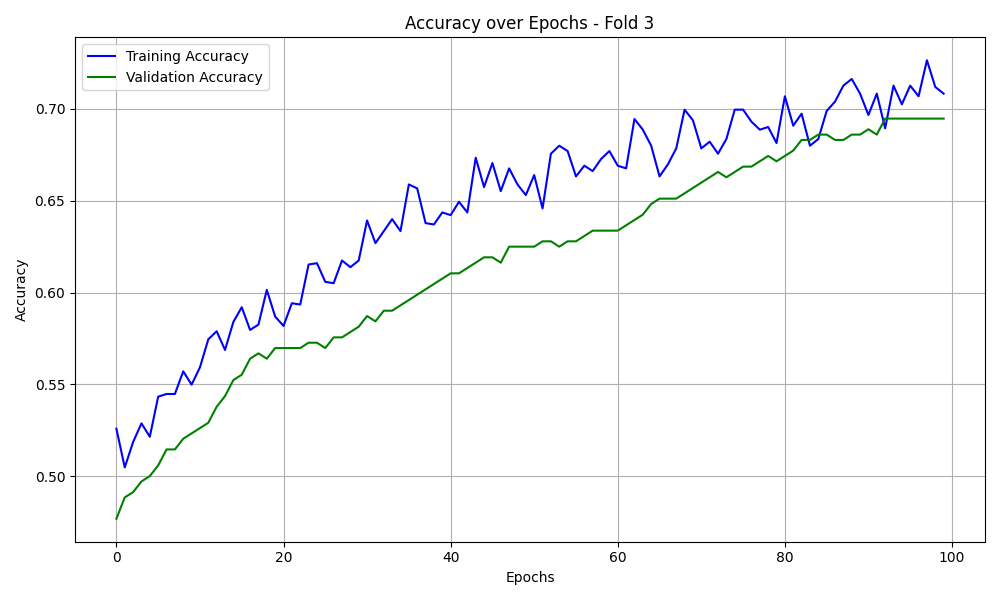 Accuracy over Epochs - Fold 3
Training Accuracy
Validation Accuracy
Accuracy
0.70
0.65
0.60
0.55
0.50
0 20 40 60 80 100
Epochs